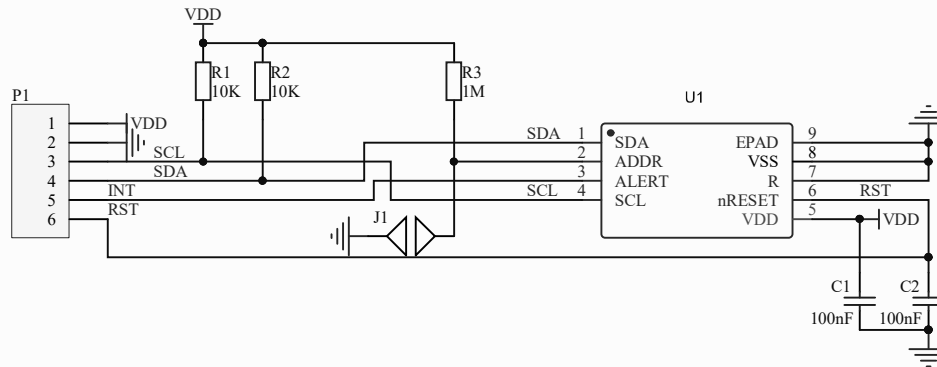 VDD
R1
10K
R2
10K
R3
1M
P1
1
2
3
4
5
6
VDD
SCL
SDA
INT
RST
J1
U1
SDA
SCL
1
2
3
4
SDA
ADDR
ALERT
SCL
EPAD
VSS
R
nRESET
VDD
9
8
7
6
5
RST
VDD
C1
100nF
C2
100nF